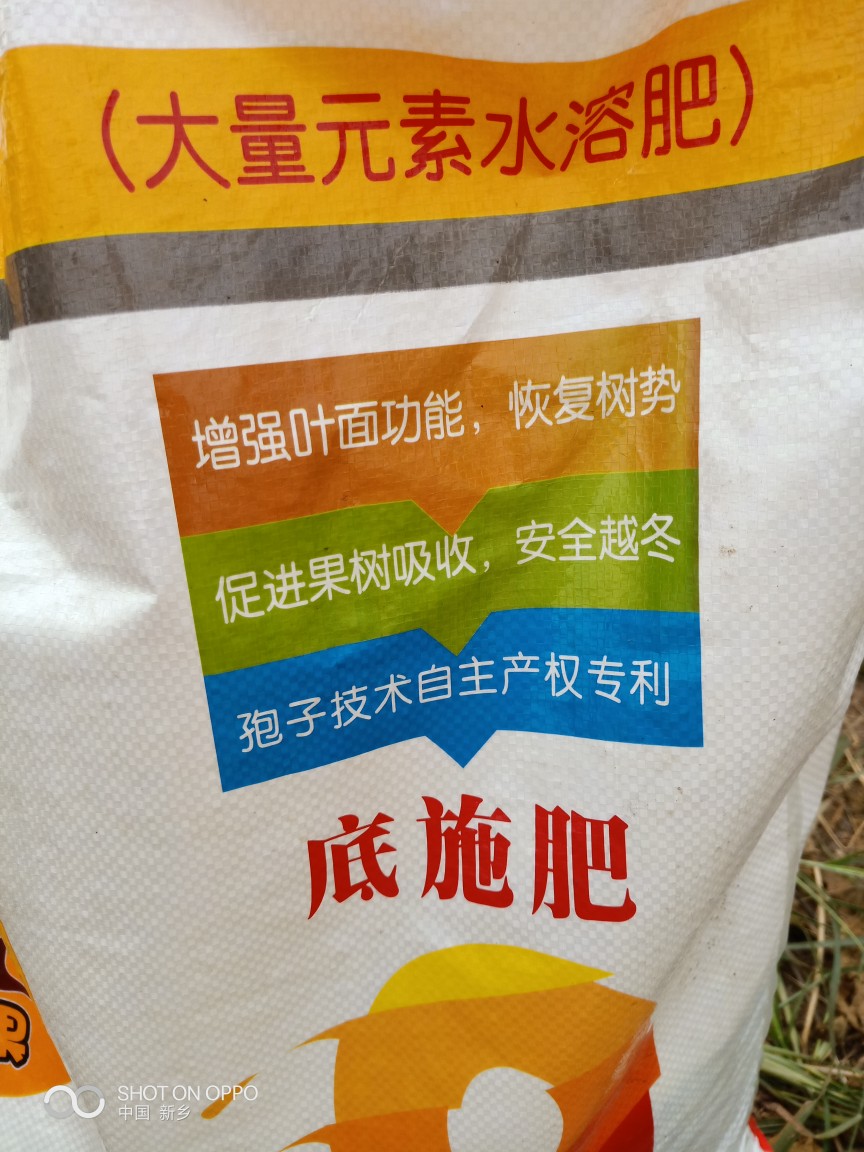 （大量元素水溶肥）
增强叶面功能，恢复树势
促进果树吸收，安全越冬
孢子技术自主产权专利
底施肥
果
SHOT ON OPPO
中国 新乡